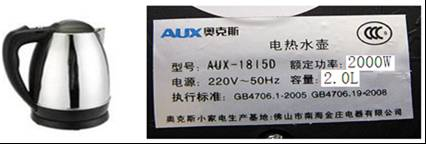 AUX奥克斯
电热水壶
型号: AUX-1815D 额定功率: 2000W
电源: 220V~50Hz 容量: 2.0L
执行标准: GB4706.1-2005 GB4706.19-2008
奥克斯小家电生产基地:佛山市南海金庄电器有限公司